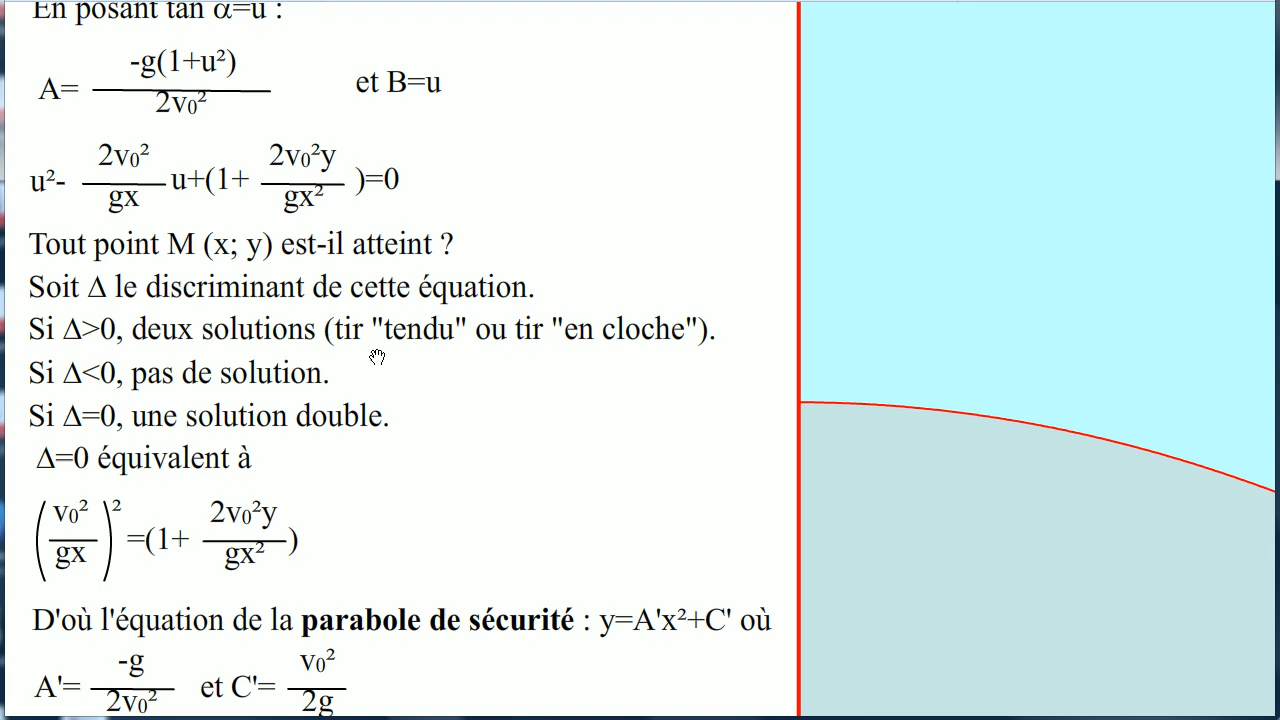 En posant tan α=u :
A= -g(1+u²) / 2v₀² et B=u
u²- 2v₀² / gx u+(1+ 2v₀²y / gx² )=0
Tout point M (x; y) est-il atteint ?
Soit Δ le discriminant de cette équation.
Si Δ>0, deux solutions (tir "tendu" ou tir "en cloche").
Si Δ<0, pas de solution.
Si Δ=0, une solution double.
Δ=0 équivalent à
(v₀² / gx)² =(1+ 2v₀²y / gx² )
D'où l'équation de la parabole de sécurité : y=A'x²+C' où
A'= -g / 2v₀² et C'= v₀² / 2g